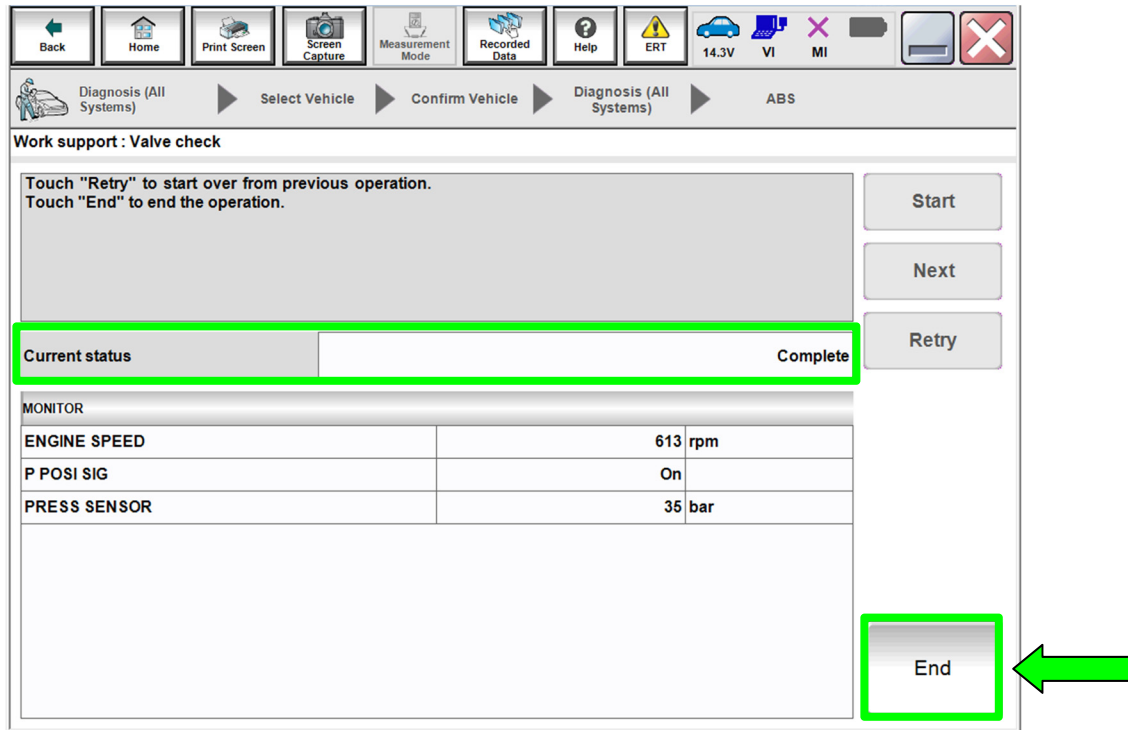 Back
Home
Print Screen
Screen
Capture
Measurement
Mode
Recorded
Data
Help
ERT
14.3V
VI
MI
Diagnosis (All
Systems)
Select Vehicle
Confirm Vehicle
Diagnosis (All
Systems)
ABS
Work support : Valve check
Touch "Retry" to start over from previous operation.
Touch "End" to end the operation.
Start
Next
Retry
Current status Complete
MONITOR
ENGINE SPEED 613 rpm
P POSI SIG On
PRESS SENSOR 35 bar
End